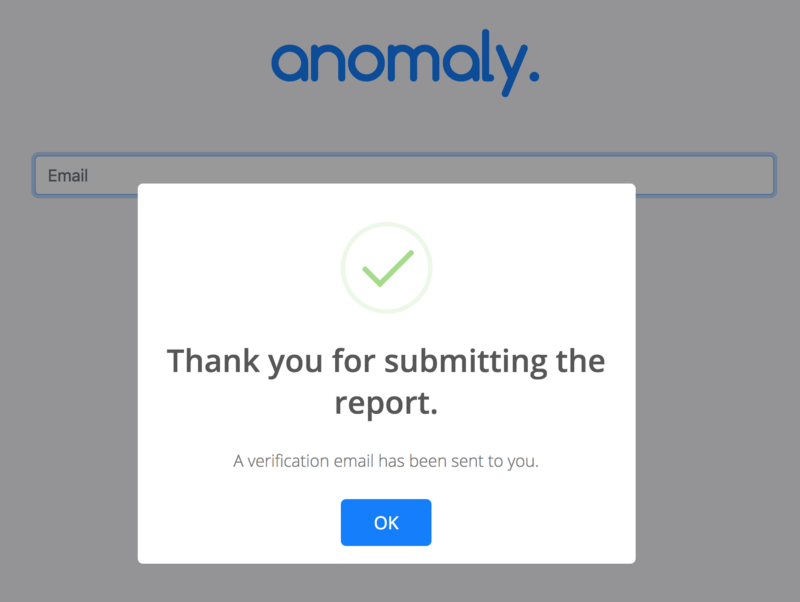 anomaly.
Email
Thank you for submitting the
report.
A verification email has been sent to you.
OK